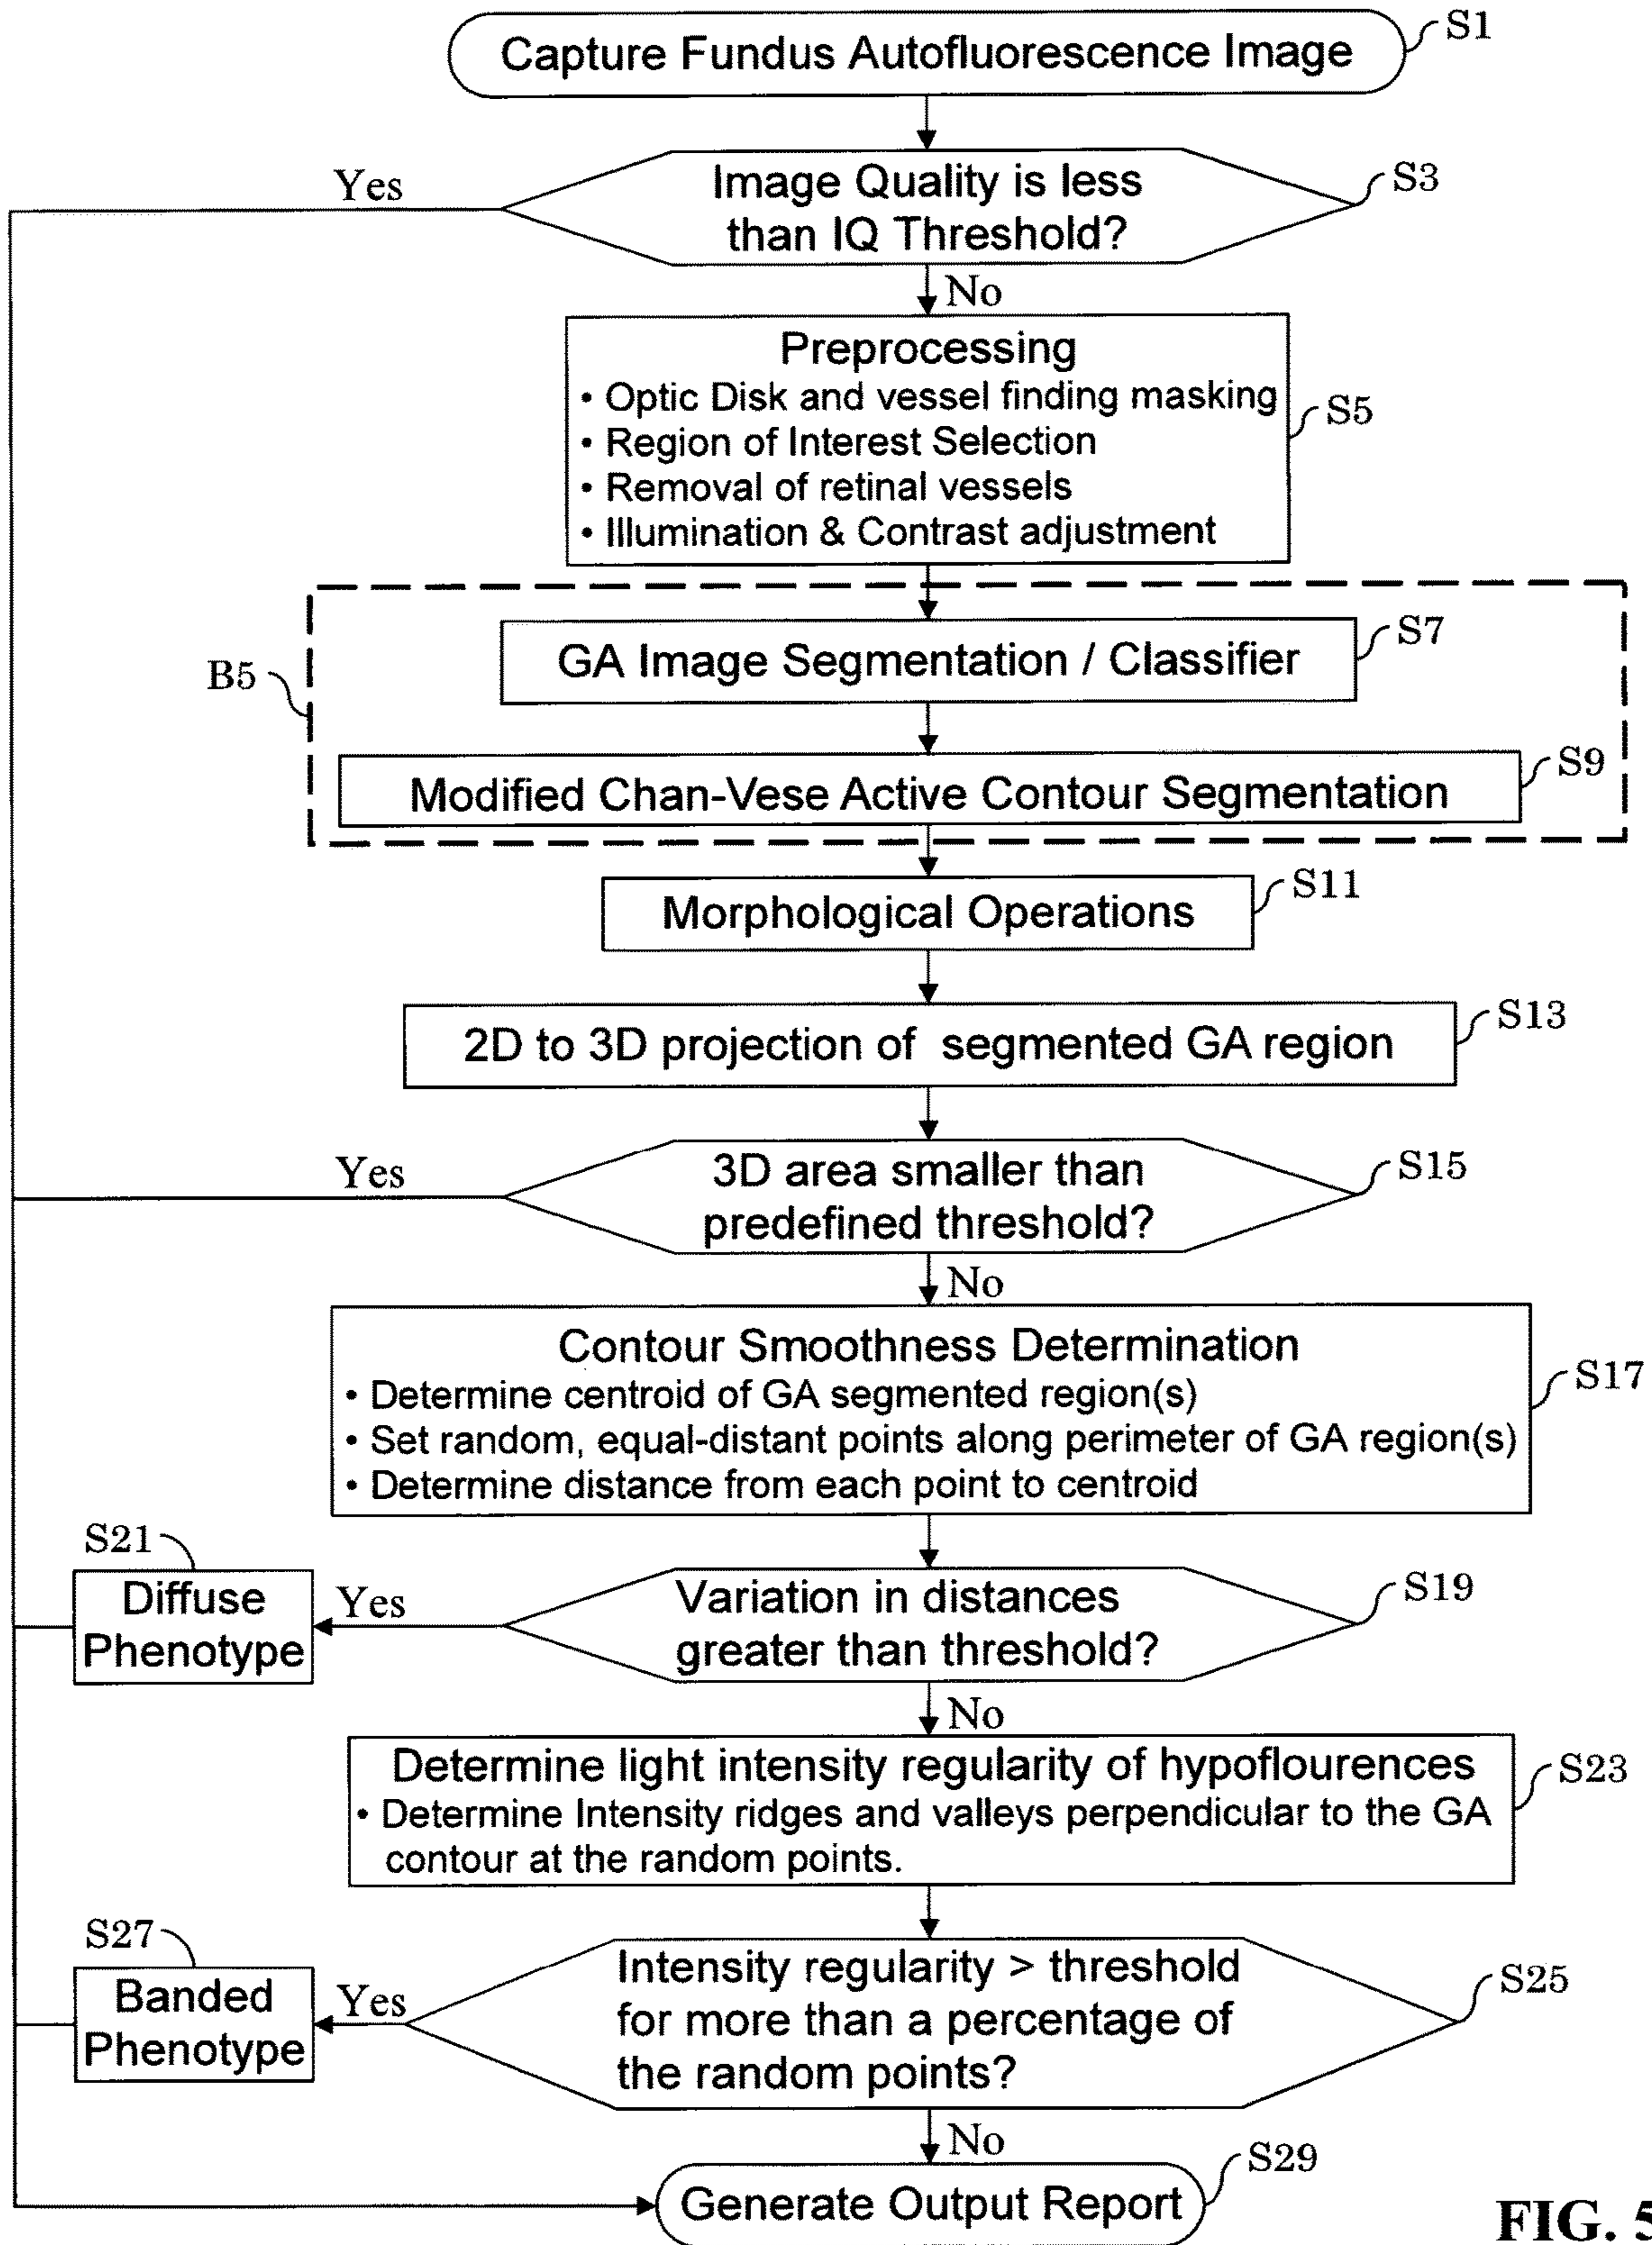 Capture Fundus Autofluorescence Image
S1
Yes
Image Quality is less
than IQ Threshold?
S3
No
Preprocessing
• Optic Disk and vessel finding masking
• Region of Interest Selection
• Removal of retinal vessels
• Illumination & Contrast adjustment
S5
B5
GA Image Segmentation / Classifier
S7
Modified Chan-Vese Active Contour Segmentation
S9
Morphological Operations
S11
2D to 3D projection of segmented GA region
S13
Yes
3D area smaller than
predefined threshold?
S15
No
Contour Smoothness Determination
• Determine centroid of GA segmented region(s)
• Set random, equal-distant points along perimeter of GA region(s)
• Determine distance from each point to centroid
S17
S21
Diffuse
Phenotype
Yes
Variation in distances
greater than threshold?
S19
No
Determine light intensity regularity of hypoflourences
• Determine Intensity ridges and valleys perpendicular to the GA
contour at the random points.
S23
S27
Banded
Phenotype
Yes
Intensity regularity > threshold
for more than a percentage of
the random points?
S25
No
Generate Output Report
S29
FIG. 5